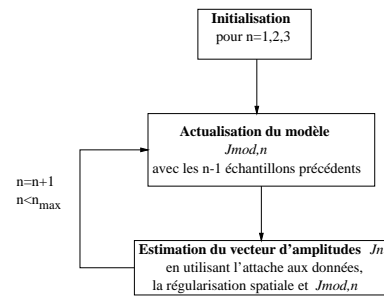 Initialisation
pour n=1,2,3
Actualisation du modèle
Jmod,n
avec les n-1 échantillons précédents
n=n+1
n<n_max
Estimation du vecteur d'amplitudes Jn
en utilisant l'attache aux données,
la régularisation spatiale et Jmod,n